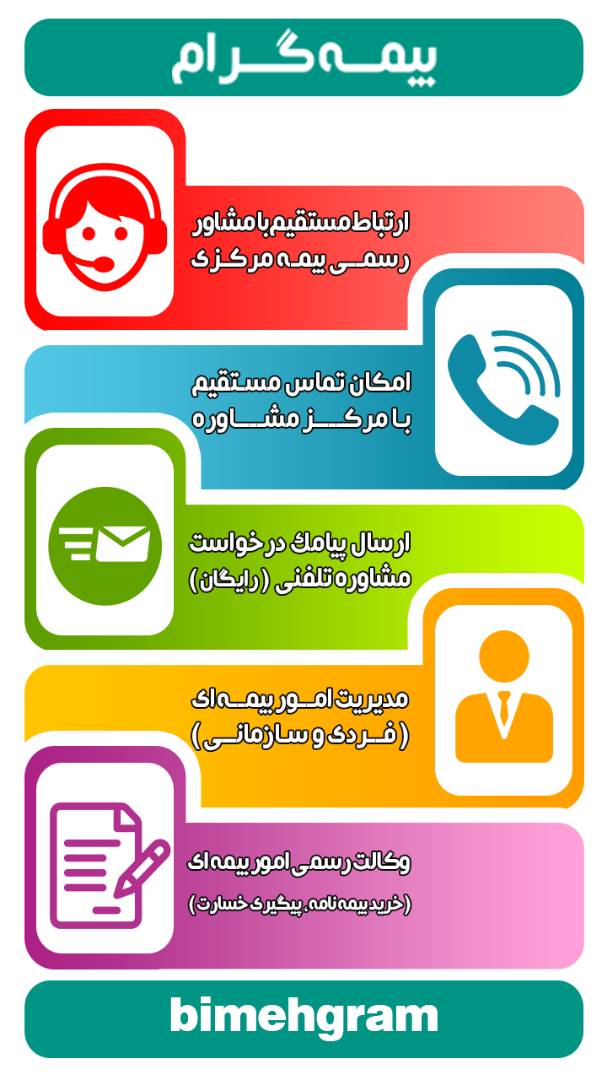 بیمه گرام
ارتباط مستقیم با مشاور
رسمی بیمه مرکزی
امکان تماس مستقیم
با مرکز مشاوره
ارسال پیامك درخواست
مشاوره تلفنی (رایگان)
مدیریت امور بیمه ای
(فردی و سازمانی)
وکالت رسمی امور بیمه ای
(خرید بیمه نامه، پیگیری خسارت)
bimehgram